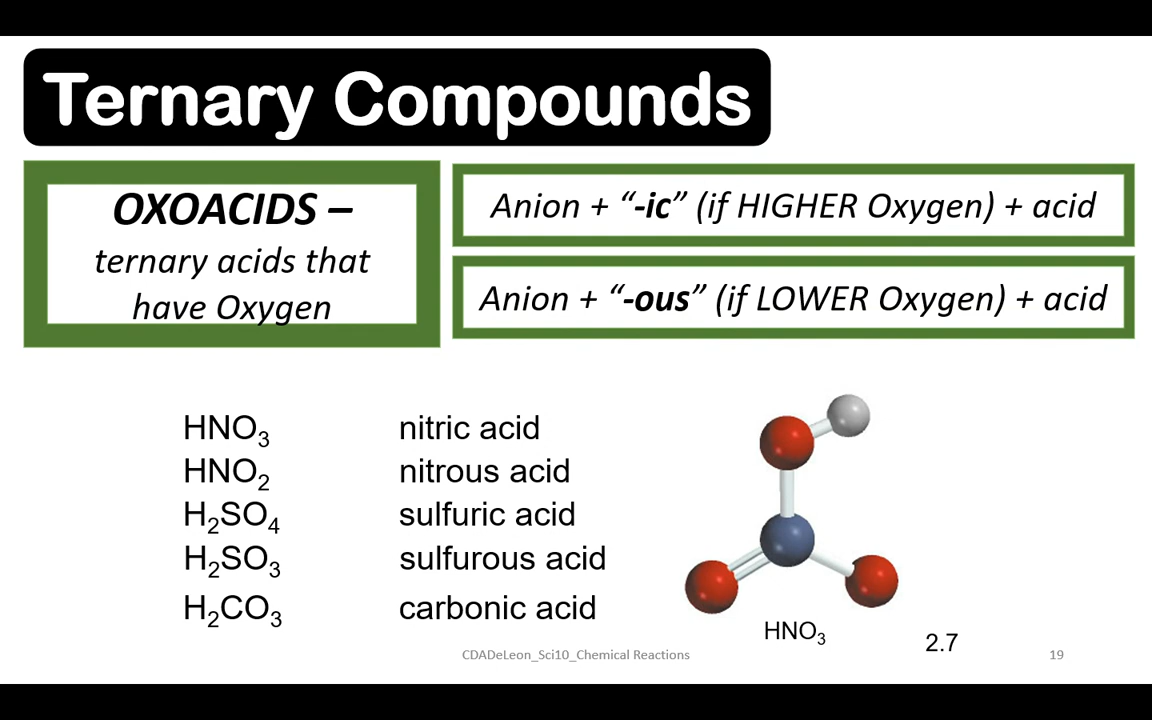 Ternary Compounds
OXOACIDS –
ternary acids that
have Oxygen
Anion + “-ic” (if HIGHER Oxygen) + acid
Anion + “-ous” (if LOWER Oxygen) + acid
HNO₃ nitric acid
HNO₂ nitrous acid
H₂SO₄ sulfuric acid
H₂SO₃ sulfurous acid
H₂CO₃ carbonic acid
HNO₃
2.7
CDADeLeon_Sci10_Chemical Reactions
19